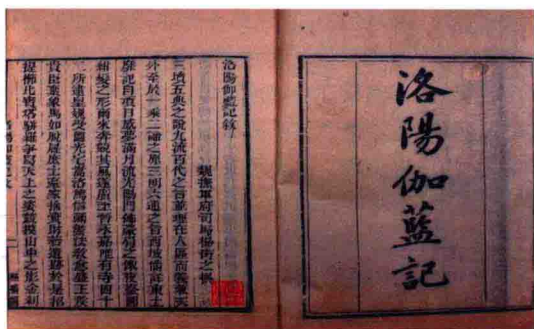 洛陽伽藍記
洛陽伽藍記敘
魏撫軍府司馬楊衒之撰
三墳五典之說九流百代之言並理在人區而義兼天
外至於一乘二諦之原三明六通之旨西域備詳東土
靡記自項日感夢滿月流光陽門飾豪眉之像夜臺圖
紺髮之形爾來奔競其風遂廣至晉永嘉唯有寺四十
二所逮皇魏受圖光宅嵩洛篤信彌繁法教愈盛王侯
貴臣棄象馬如脫屣庶士豪家捨資財若遺跡於是招
提櫛比寶塔駢羅爭寫天上之姿競摸山中之影金剎